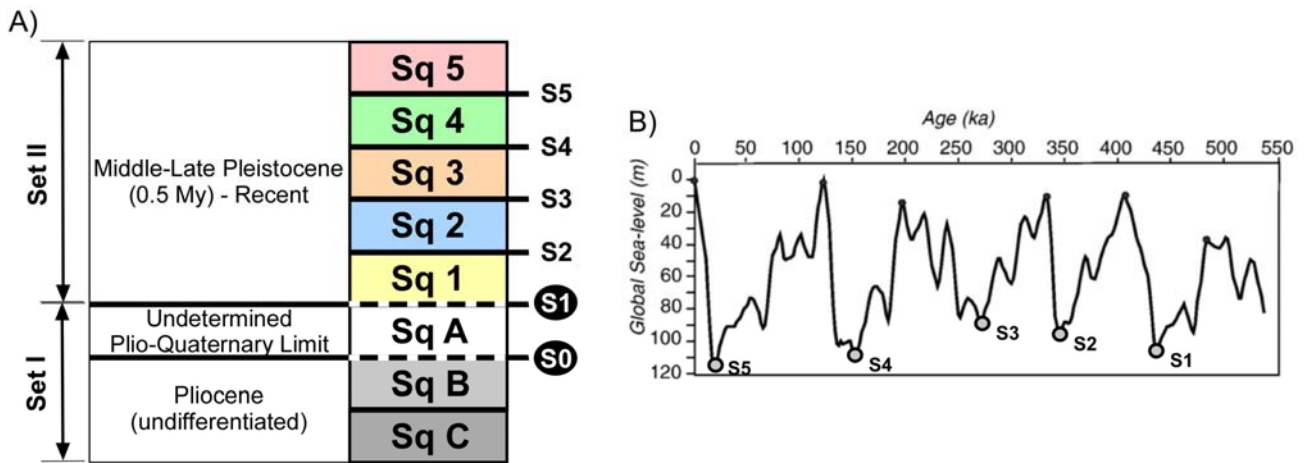 A)
Set II
Middle-Late Pleistocene
(0.5 My) - Recent
Sq 5
S5
Sq 4
S4
Sq 3
S3
Sq 2
S2
Sq 1
S1
Set I
Undetermined
Plio-Quaternary Limit
Sq A
S0
Pliocene
(undifferentiated)
Sq B
Sq C
B)
Age (ka)
0 50 100 150 200 250 300 350 400 450 500 550
Global Sea-level (m)
0
20
40
60
80
100
120
S5
S4
S3
S2
S1